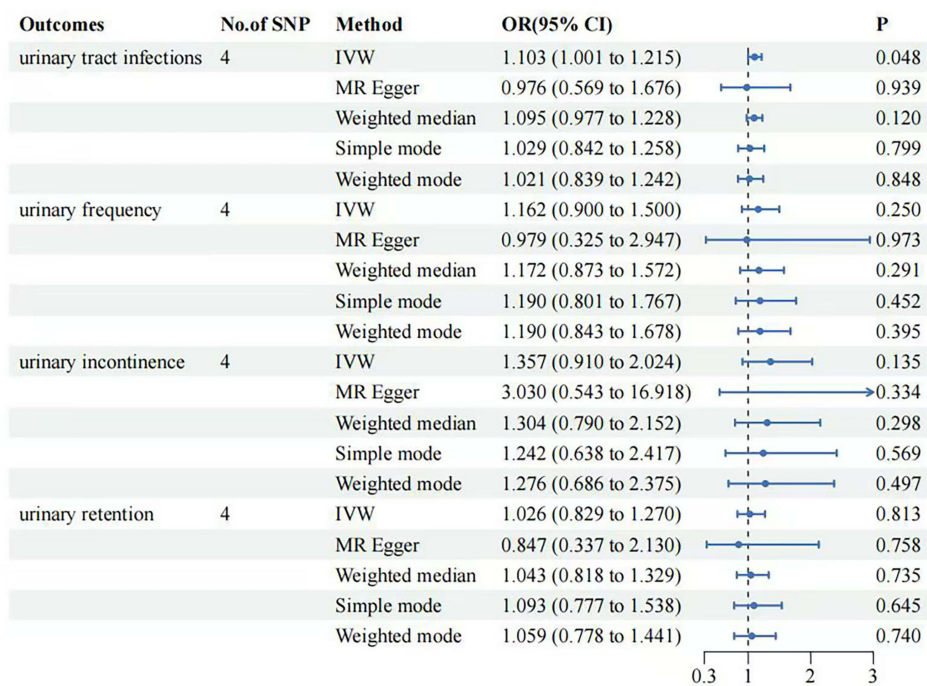 Outcomes No.of SNP Method OR(95% CI) P
urinary tract infections 4 IVW 1.103 (1.001 to 1.215) 0.048
MR Egger 0.976 (0.569 to 1.676) 0.939
Weighted median 1.095 (0.977 to 1.228) 0.120
Simple mode 1.029 (0.842 to 1.258) 0.799
Weighted mode 1.021 (0.839 to 1.242) 0.848
urinary frequency 4 IVW 1.162 (0.900 to 1.500) 0.250
MR Egger 0.979 (0.325 to 2.947) 0.973
Weighted median 1.172 (0.873 to 1.572) 0.291
Simple mode 1.190 (0.801 to 1.767) 0.452
Weighted mode 1.190 (0.843 to 1.678) 0.395
urinary incontinence 4 IVW 1.357 (0.910 to 2.024) 0.135
MR Egger 3.030 (0.543 to 16.918) 0.334
Weighted median 1.304 (0.790 to 2.152) 0.298
Simple mode 1.242 (0.638 to 2.417) 0.569
Weighted mode 1.276 (0.686 to 2.375) 0.497
urinary retention 4 IVW 1.026 (0.829 to 1.270) 0.813
MR Egger 0.847 (0.337 to 2.130) 0.758
Weighted median 1.043 (0.818 to 1.329) 0.735
Simple mode 1.093 (0.777 to 1.538) 0.645
Weighted mode 1.059 (0.778 to 1.441) 0.740
0.3 1 2 3